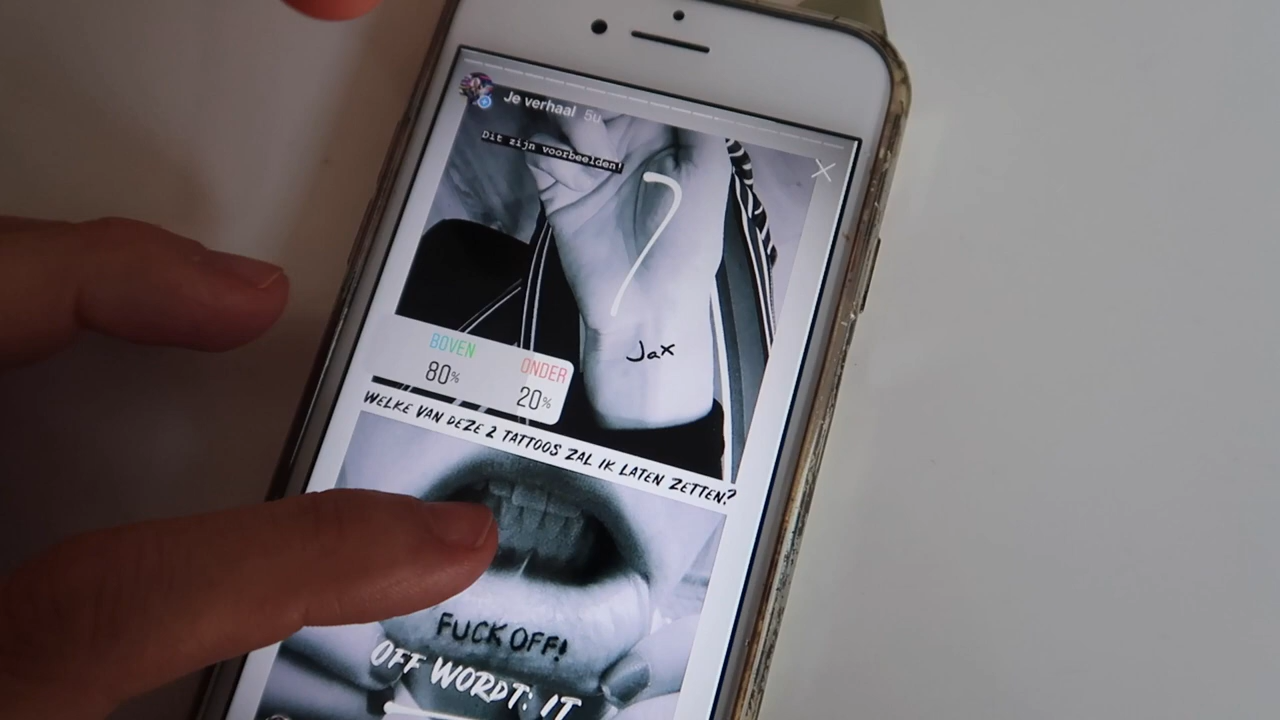 Je verhaal 5u
Dit zijn voorbeelden!
?
Jax
BOVEN ONDER
80% 20%
WELKE VAN DEZE 2 TATTOOS ZAL IK LATEN ZETTEN?
FUCK OFF!
OFF WORDT: IT